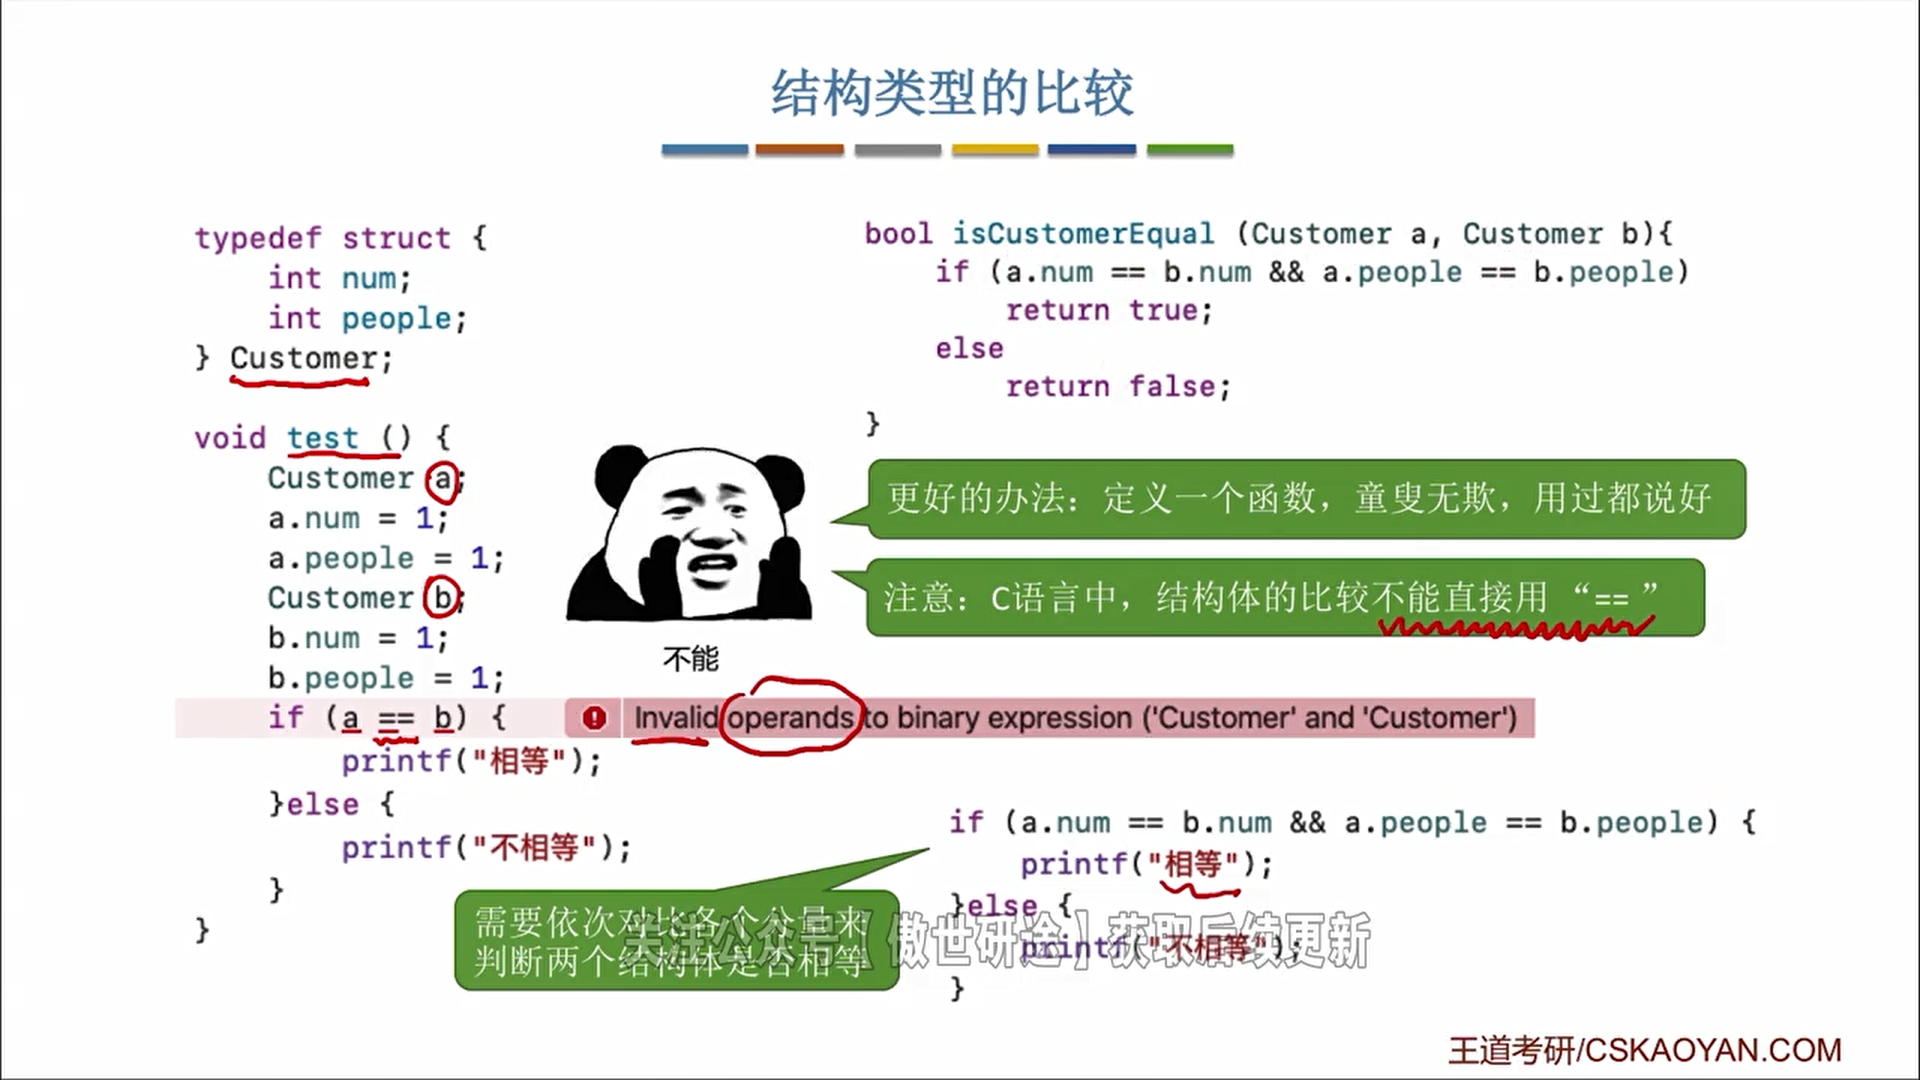 结构类型的比较
typedef struct {
int num;
int people;
} Customer;
void test () {
Customer a;
a.num = 1;
a.people = 1;
Customer b;
b.num = 1;
b.people = 1;
if (a == b) {
Invalid operands to binary expression ('Customer' and 'Customer')
printf("相等");
}else {
printf("不相等");
}
}
bool isCustomerEqual (Customer a, Customer b){
if (a.num == b.num && a.people == b.people)
return true;
else
return false;
}
更好的办法：定义一个函数，童叟无欺，用过都说好
注意：C语言中，结构体的比较不能直接用“==”
不能
if (a.num == b.num && a.people == b.people) {
printf("相等");
}else {
printf("不相等");
}
需要依次对比各个分量来
判断两个结构体是否相等
关注公众号【傲世研途】获取后续更新
王道考研/CSKAOYAN.COM